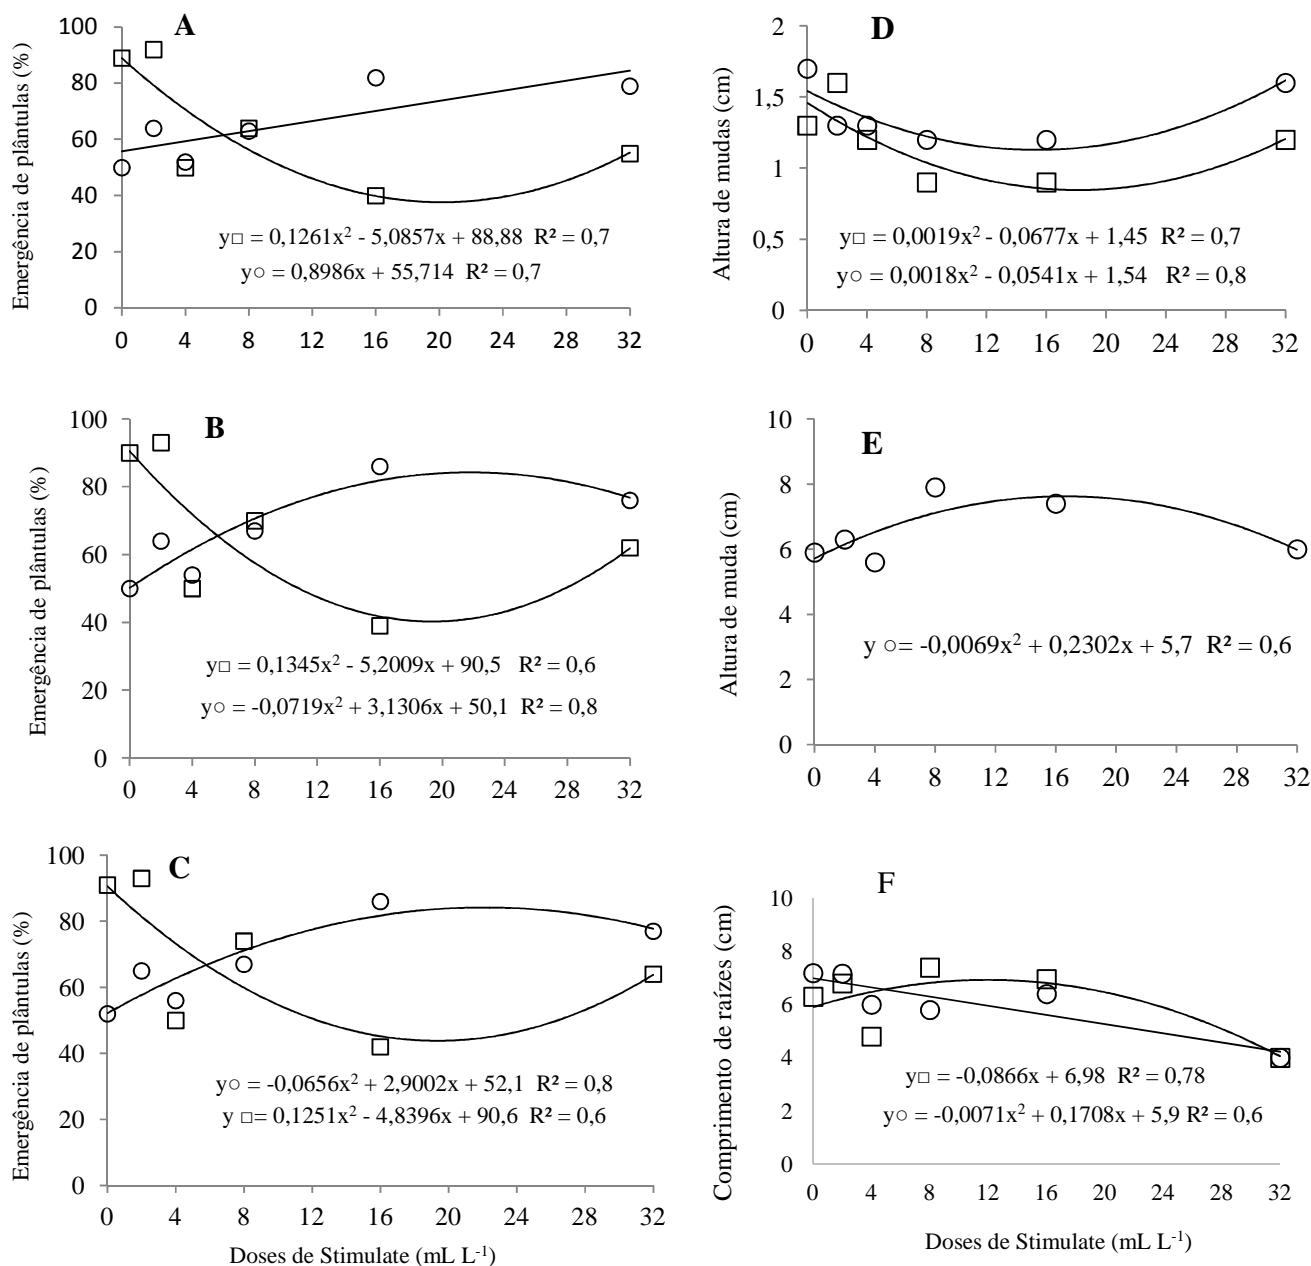 A
Emergência de plântulas (%)
100
80
60
40
20
0
y□ = 0,1261x² - 5,0857x + 88,88 R² = 0,7
y○ = 0,8986x + 55,714 R² = 0,7
0 4 8 12 16 20 24 28 32
B
Emergência de plântulas (%)
100
80
60
40
20
0
y□ = 0,1345x² - 5,2009x + 90,5 R² = 0,6
y○ = -0,0719x² + 3,1306x + 50,1 R² = 0,8
0 4 8 12 16 20 24 28 32
C
Emergência de plântulas (%)
100
80
60
40
20
0
y○ = -0,0656x² + 2,9002x + 52,1 R² = 0,8
y □= 0,1251x² - 4,8396x + 90,6 R² = 0,6
0 4 8 12 16 20 24 28 32
Doses de Stimulate (mL L⁻¹)
D
Altura de mudas (cm)
2
1,5
1
0,5
0
y□ = 0,0019x² - 0,0677x + 1,45 R² = 0,7
y○ = 0,0018x² - 0,0541x + 1,54 R² = 0,8
0 4 8 12 16 20 24 28 32
E
Altura de muda (cm)
10
8
6
4
2
0
y ○= -0,0069x² + 0,2302x + 5,7 R² = 0,6
0 4 8 12 16 20 24 28 32
F
Comprimento de raízes (cm)
10
8
6
4
2
0
y□ = -0,0866x + 6,98 R² = 0,78
y○ = -0,0071x² + 0,1708x + 5,9 R² = 0,6
0 4 8 12 16 20 24 28 32
Doses de Stimulate (mL L⁻¹)